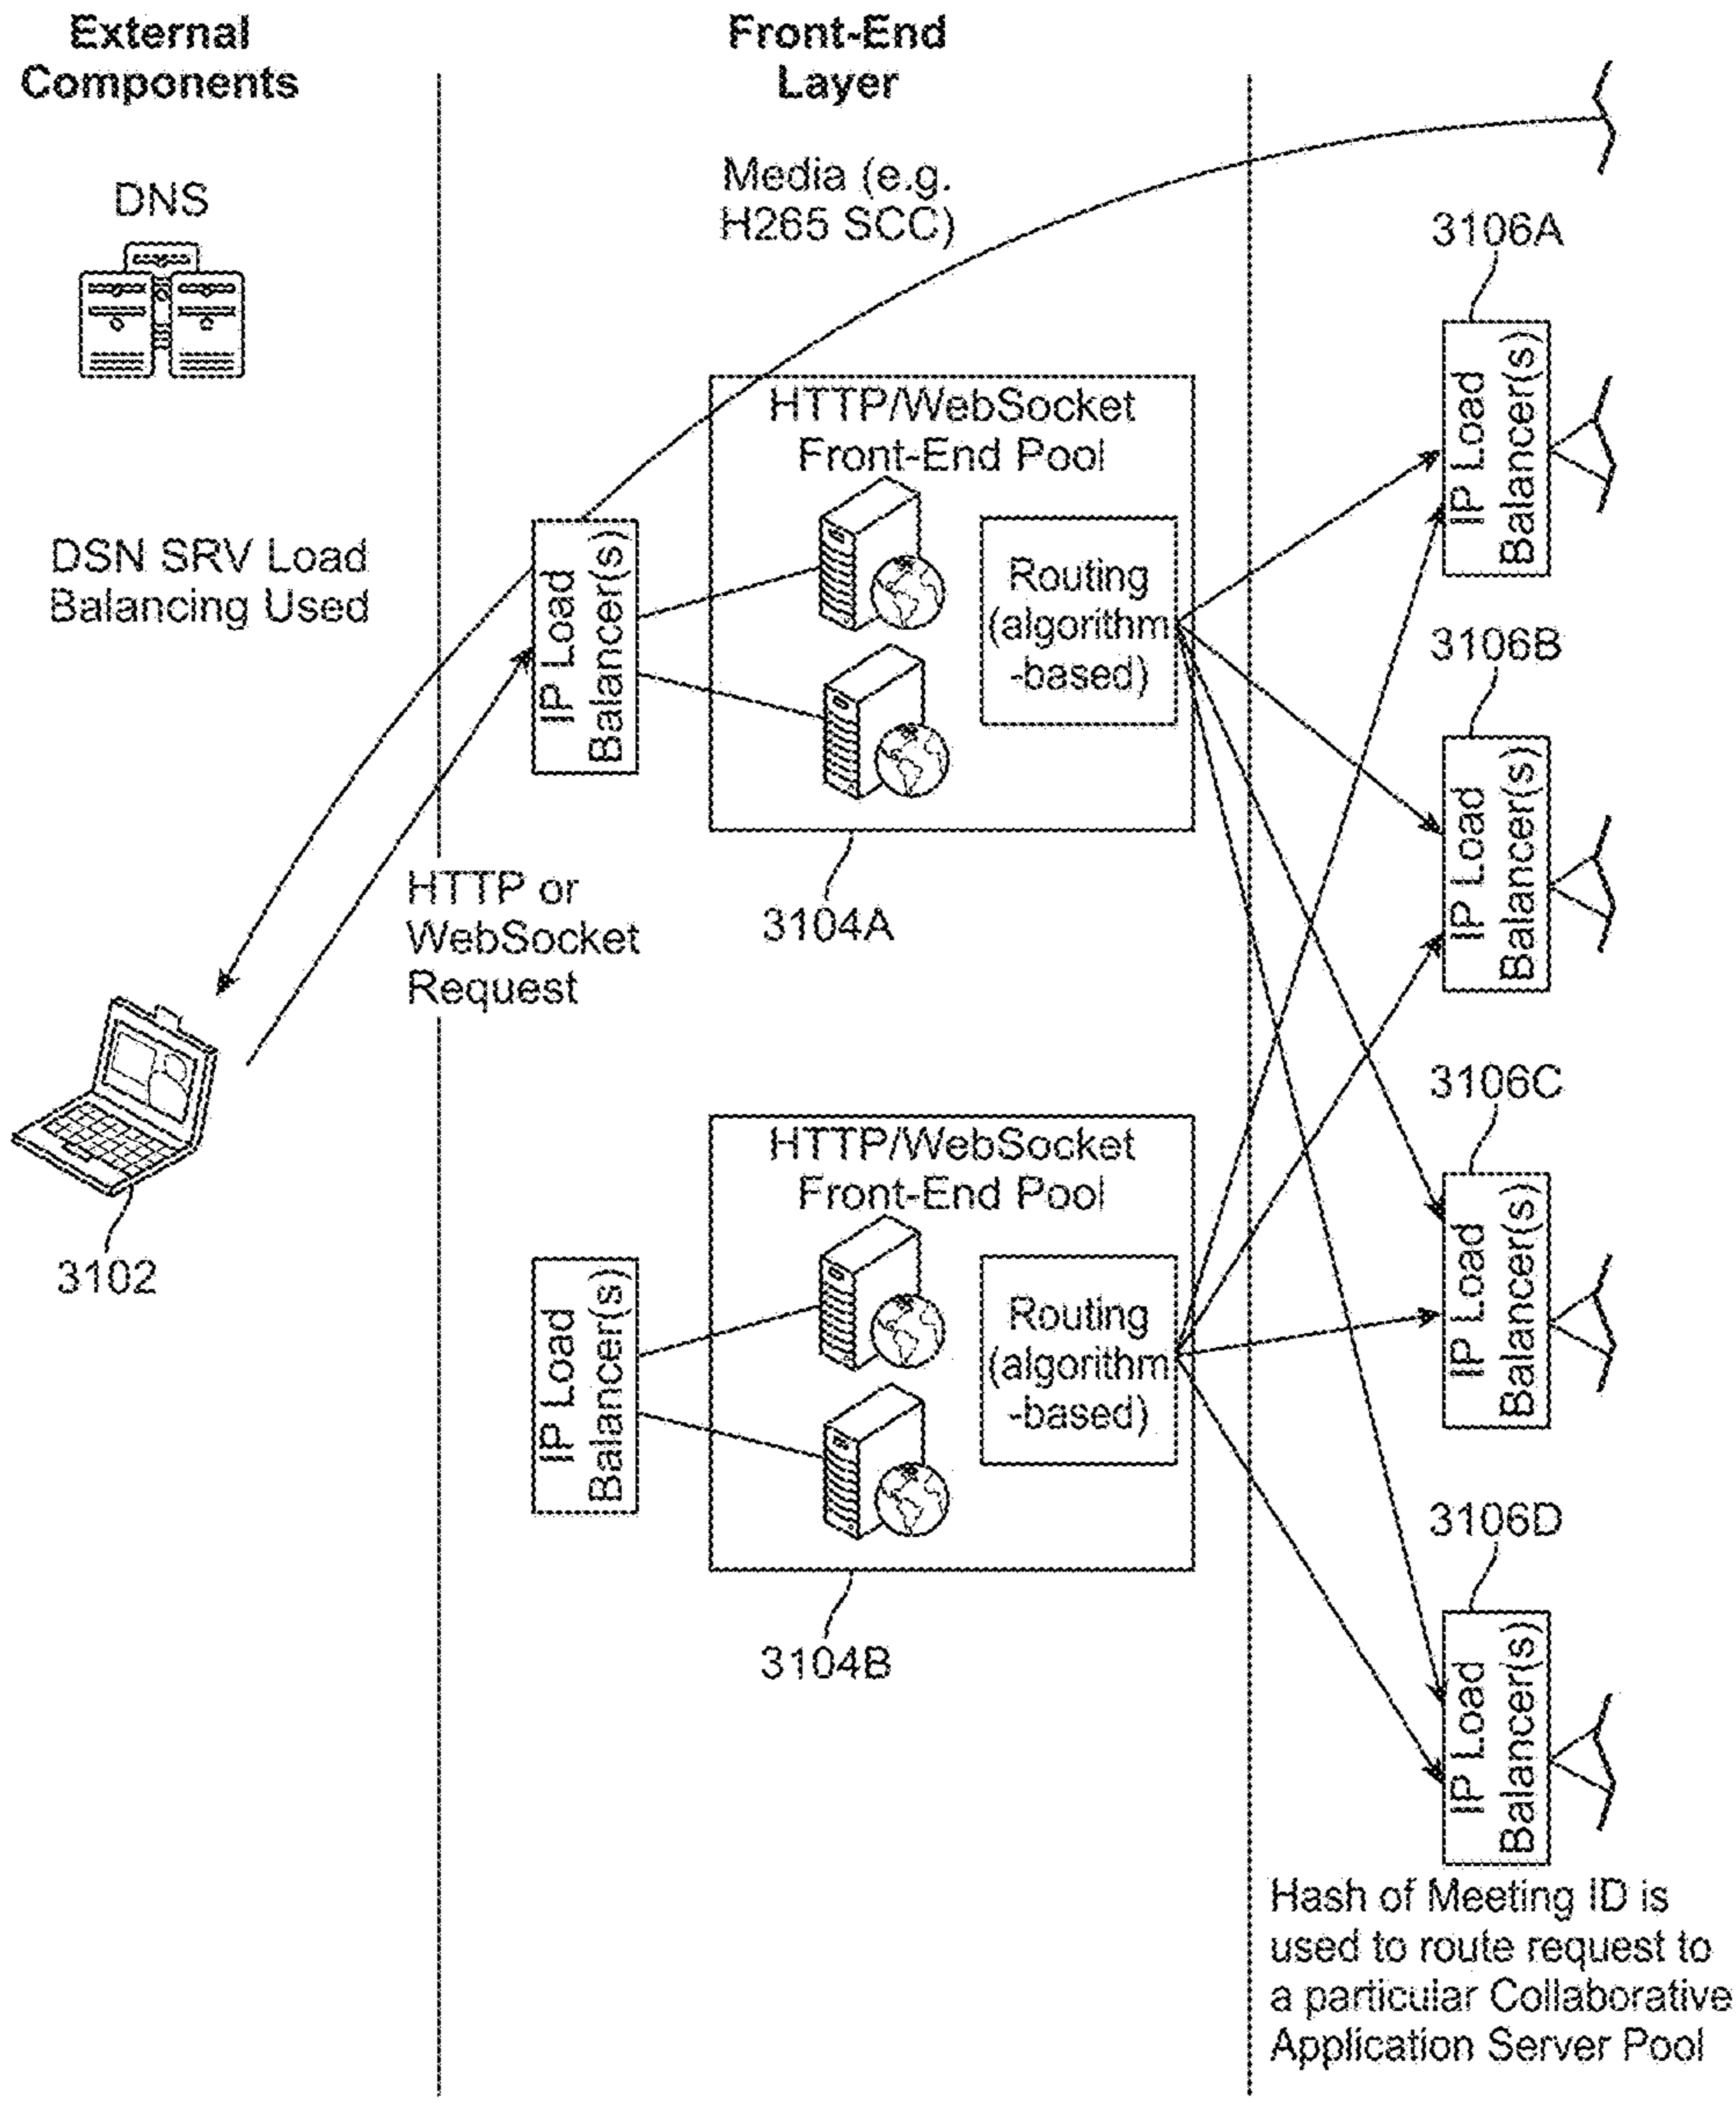 External
Components
Front-End
Layer
DNS
Media (e.g.
H265 SCC)
3106A
IP Load
Balancer(s)
HTTP/WebSocket
Front-End Pool
DSN SRV Load
Balancing Used
IP Load
Balancer(s)
Routing
(algorithm
-based)
3106B
IP Load
Balancer(s)
HTTP or
WebSocket
Request
3104A
3106C
IP Load
Balancer(s)
HTTP/WebSocket
Front-End Pool
3102
IP Load
Balancer(s)
Routing
(algorithm
-based)
3106D
IP Load
Balancer(s)
3104B
Hash of Meeting ID is
used to route request to
a particular Collaborative
Application Server Pool